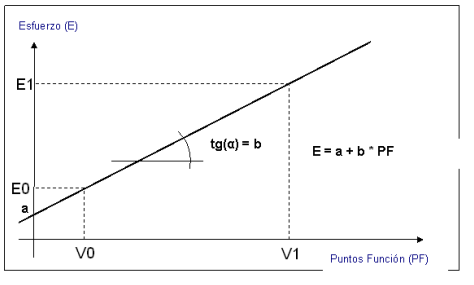 Esfuerzo (E)
E1
tg(α) = b
E = a + b * PF
E0
a
V0
V1
Puntos Función (PF)